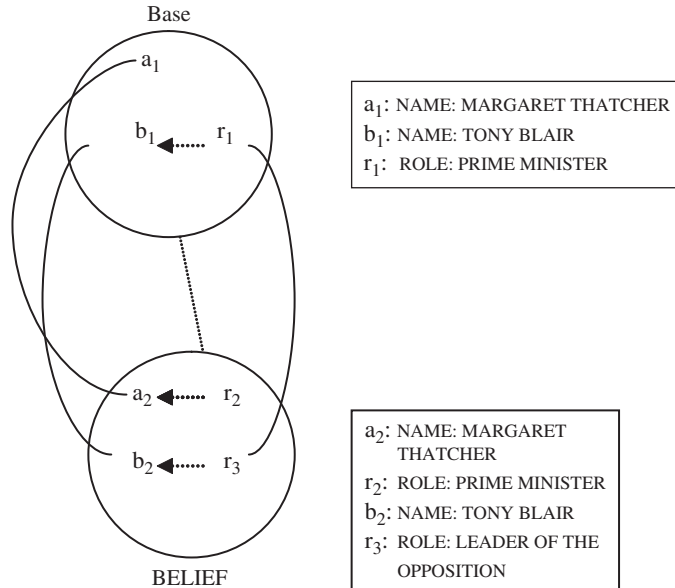 Base
a1
b1 r1
a1: NAME: MARGARET THATCHER
b1: NAME: TONY BLAIR
r1: ROLE: PRIME MINISTER
a2 r2
b2 r3
BELIEF
a2: NAME: MARGARET
THATCHER
r2: ROLE: PRIME MINISTER
b2: NAME: TONY BLAIR
r3: ROLE: LEADER OF THE
OPPOSITION